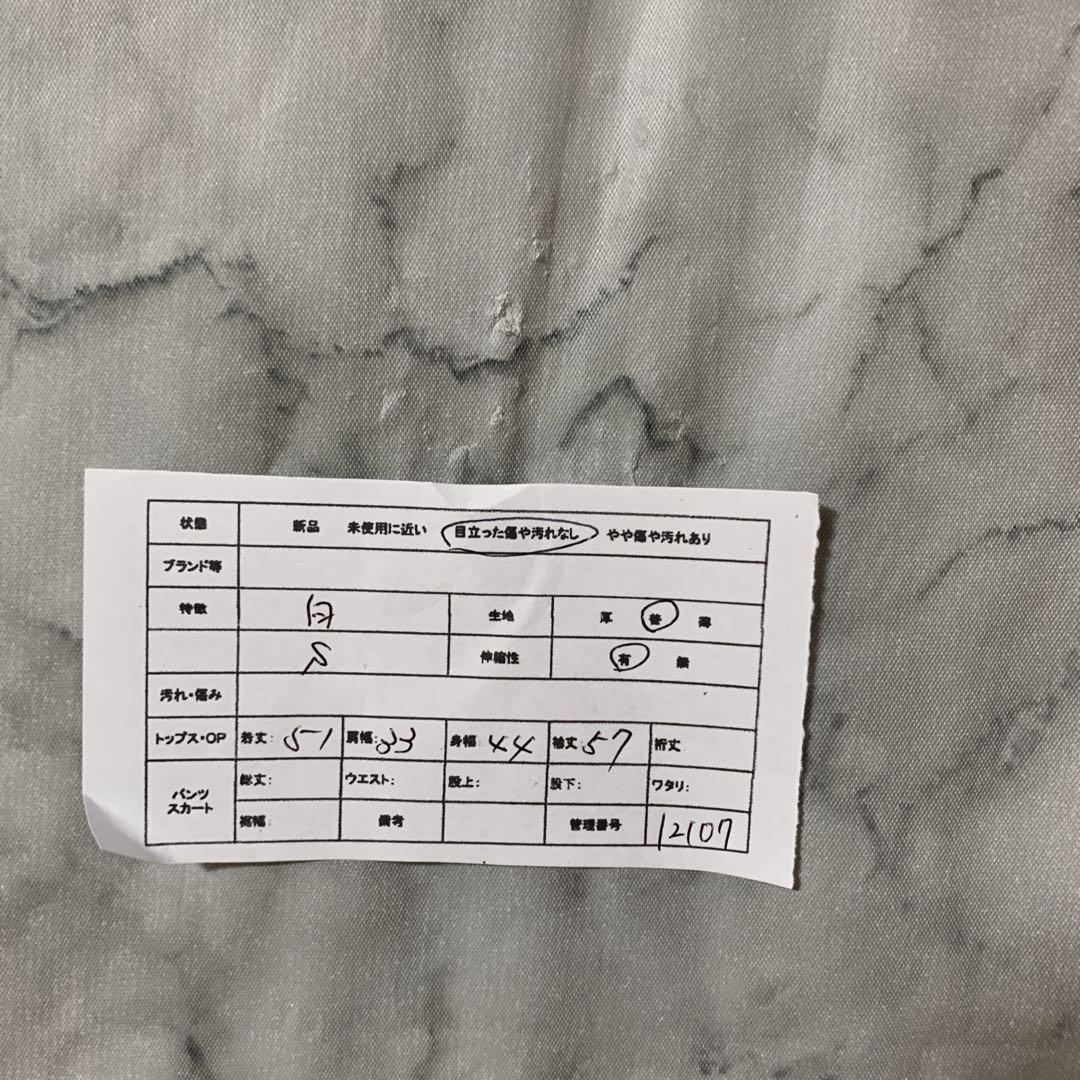 状態 新品 未使用に近い 目立った傷や汚れなし やや傷や汚れあり
ブランド等
特徴 生地 厚 普 薄
伸縮性 有 無
汚れ・傷み
トップス・OP 着丈: 51 肩幅: 33 身幅: 44 袖丈: 57 裄丈
パンツ スカート 総丈: ウエスト: 股上: 股下: ワタリ:
裾幅: 備考 管理番号 12107